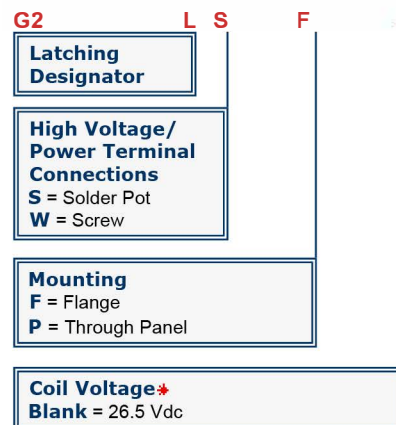 G2 L S F
Latching
Designator
High Voltage/
Power Terminal
Connections
S = Solder Pot
W = Screw
Mounting
F = Flange
P = Through Panel
Coil Voltage*
Blank = 26.5 Vdc